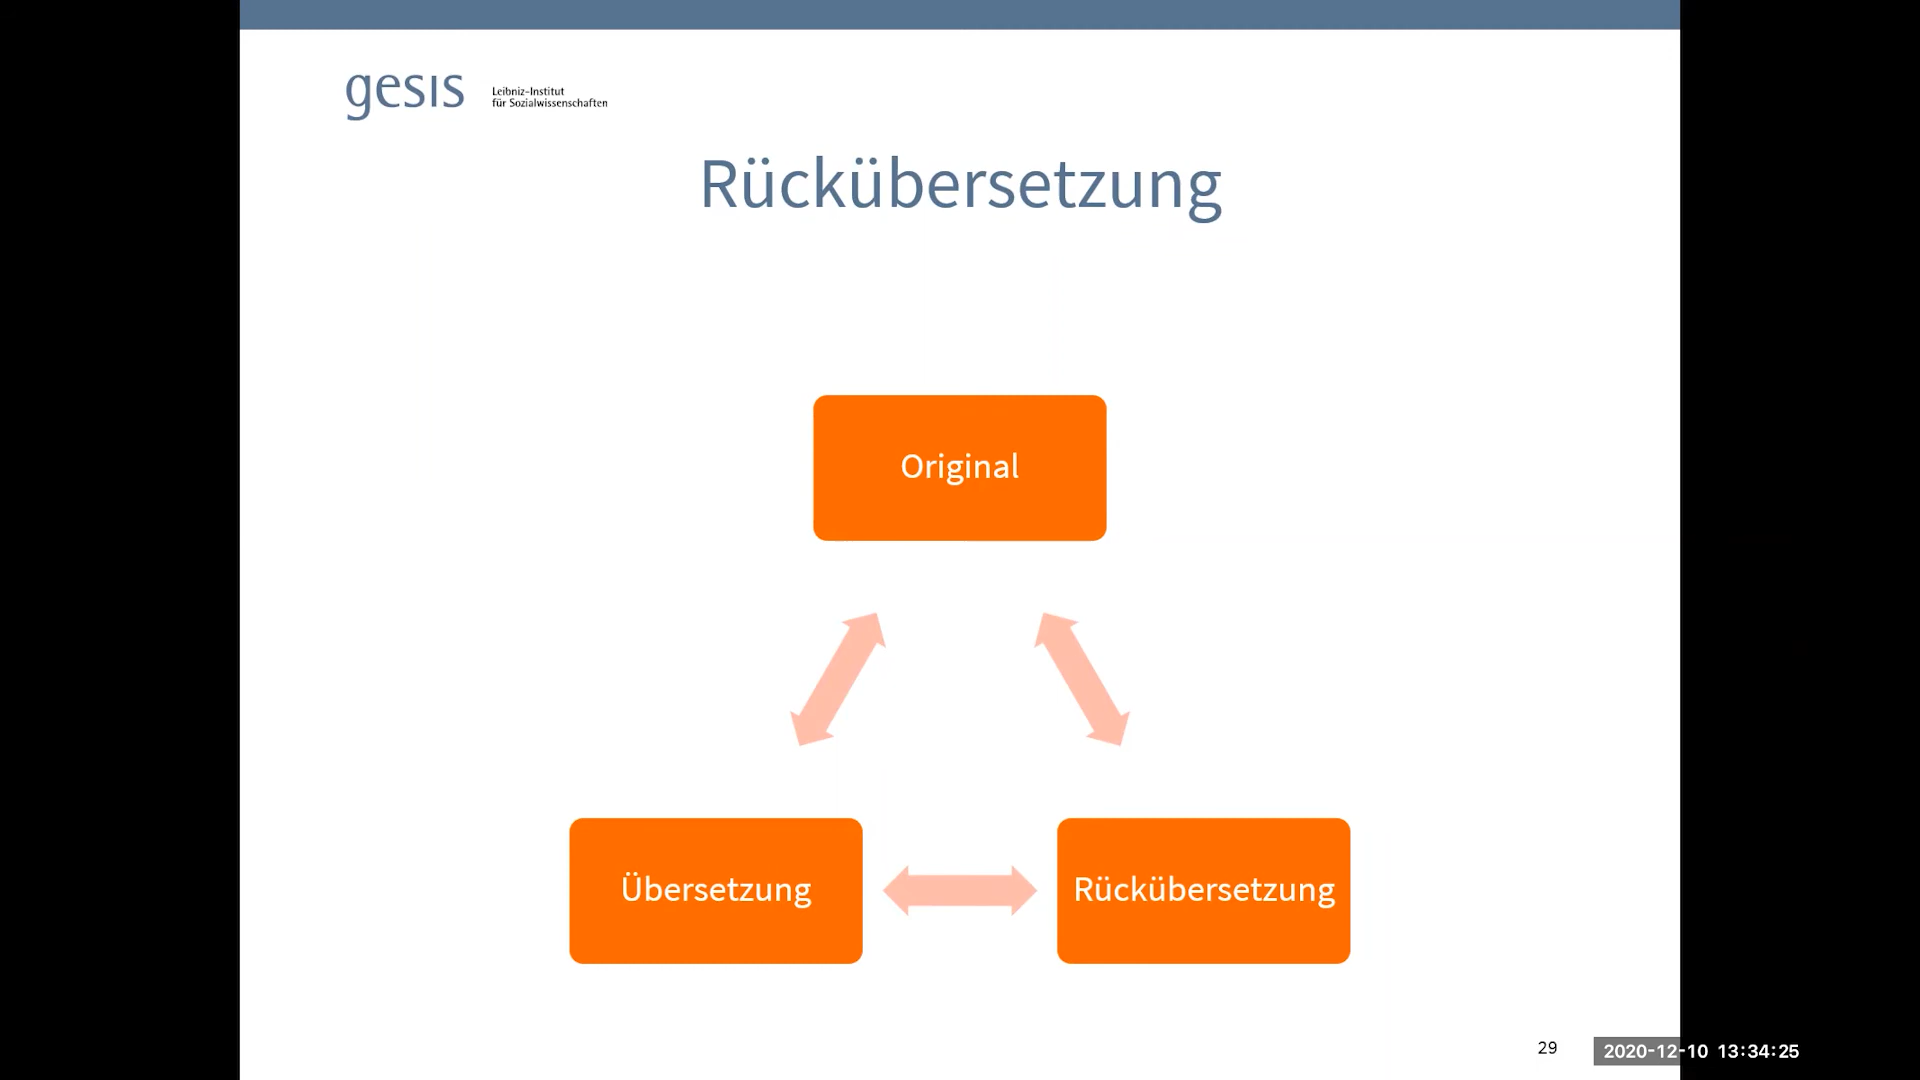 gesis
Leibniz-Institut
für Sozialwissenschaften
Rückübersetzung
Original
Übersetzung
Rückübersetzung
29
2020-12-10 13:34:25